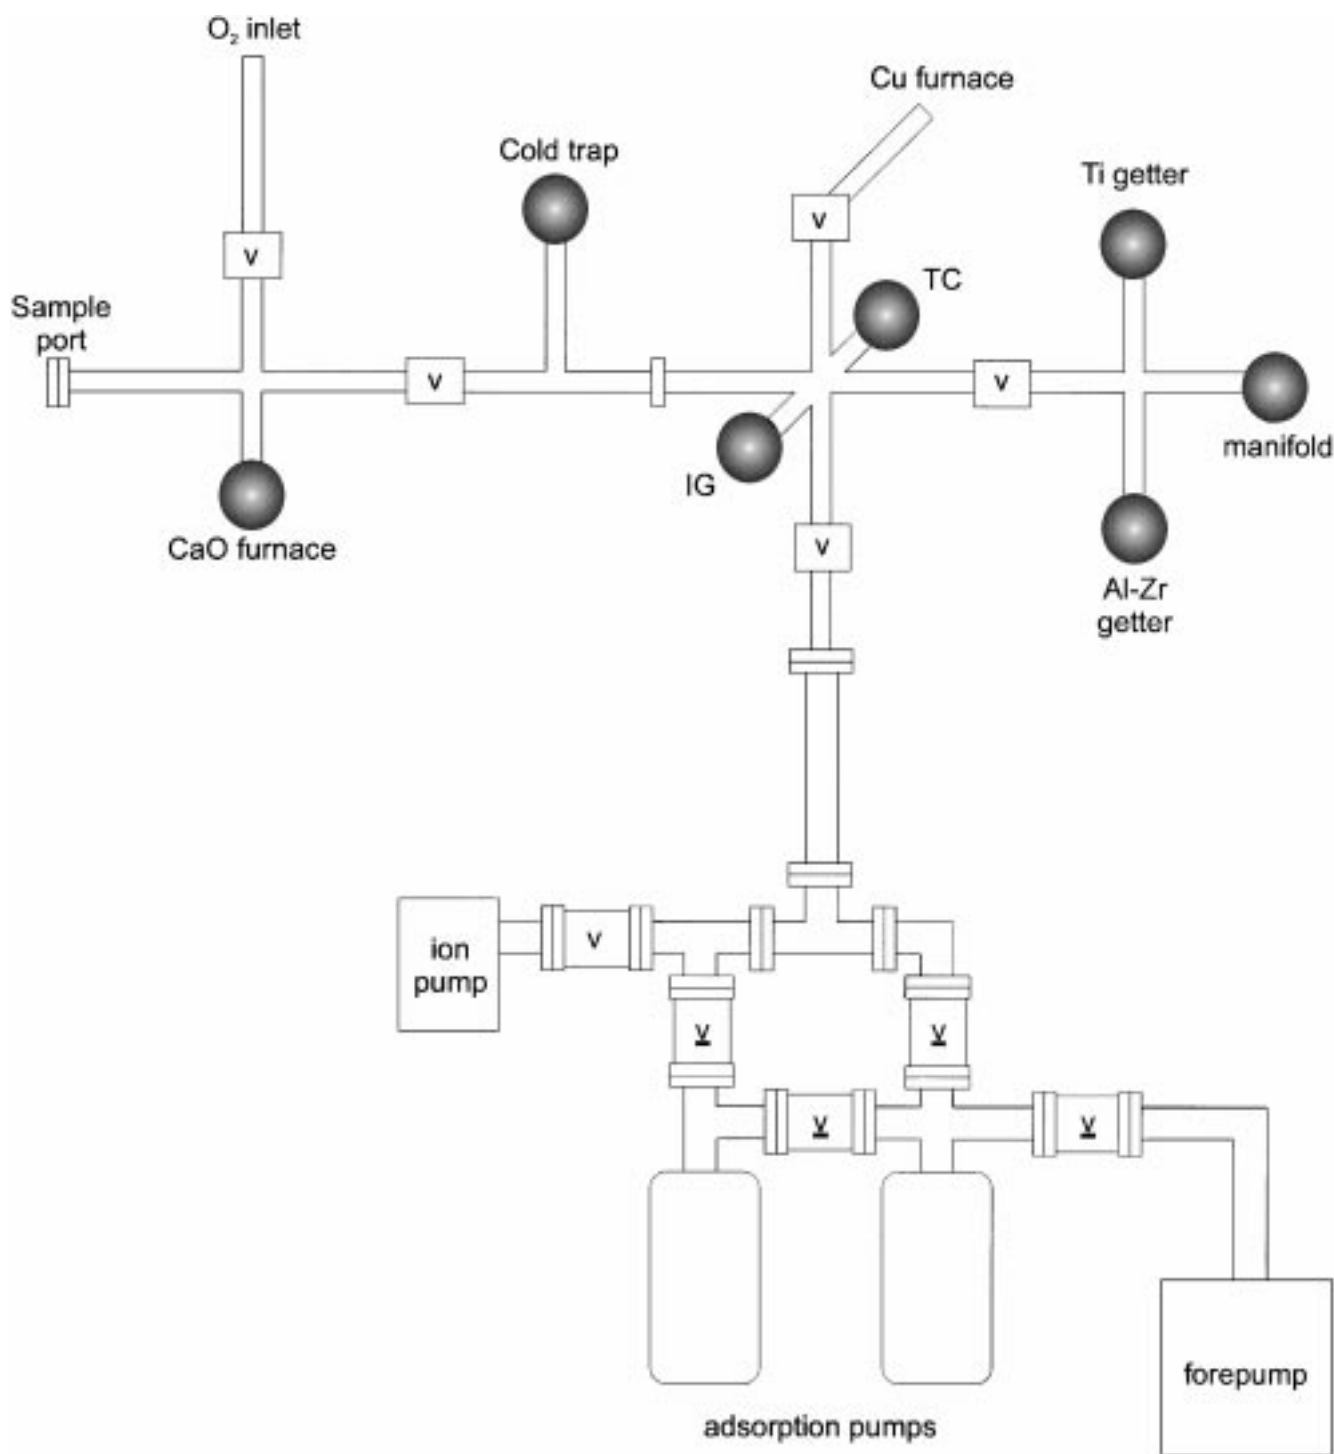 O₂ inlet
Cu furnace
Cold trap
Ti getter
v
v
TC
Sample
port
v
v
manifold
IG
CaO furnace
v
Al-Zr
getter
ion
pump
v
v
v
v
v
forepump
adsorption pumps